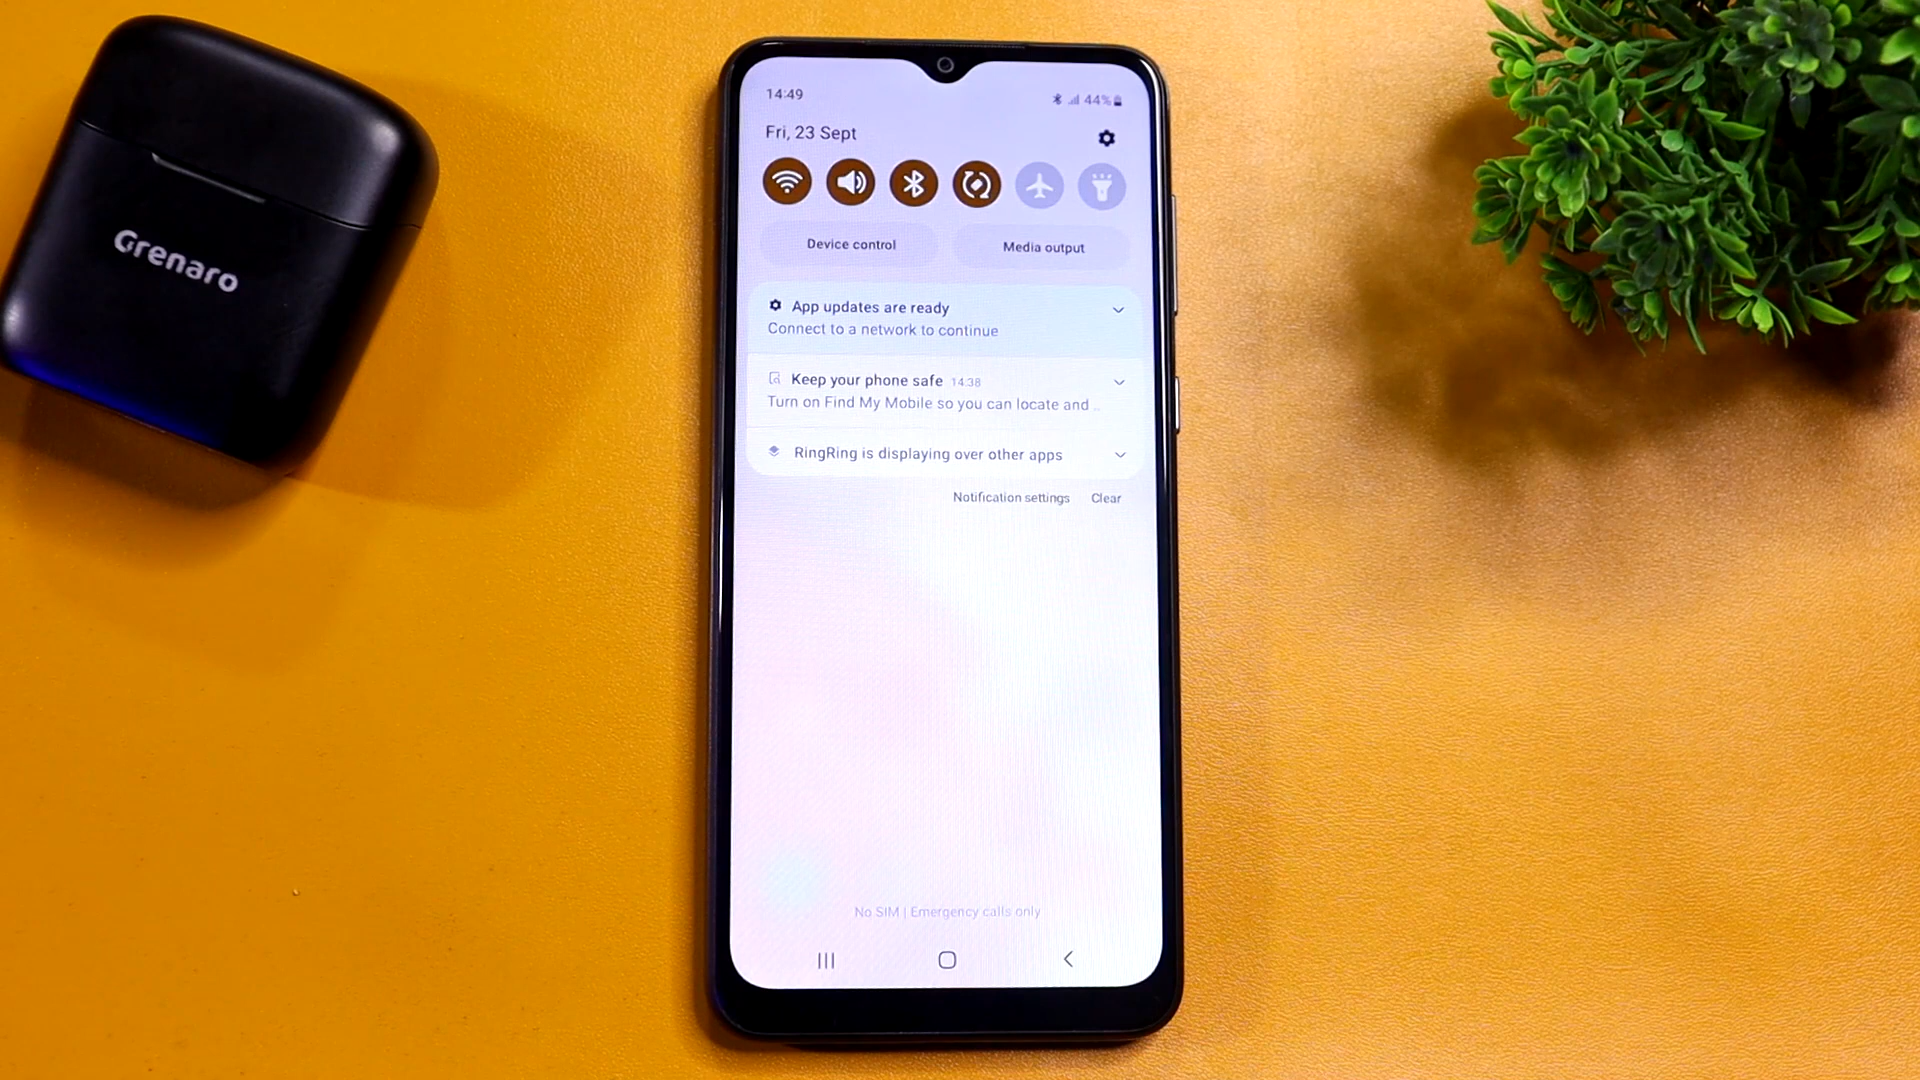 Grenaro
14:49
44%
Fri, 23 Sept
Device control
Media output
App updates are ready
Connect to a network to continue
Keep your phone safe 14:38
Turn on Find My Mobile so you can locate and ..
RingRing is displaying over other apps
Notification settings Clear
No SIM | Emergency calls only